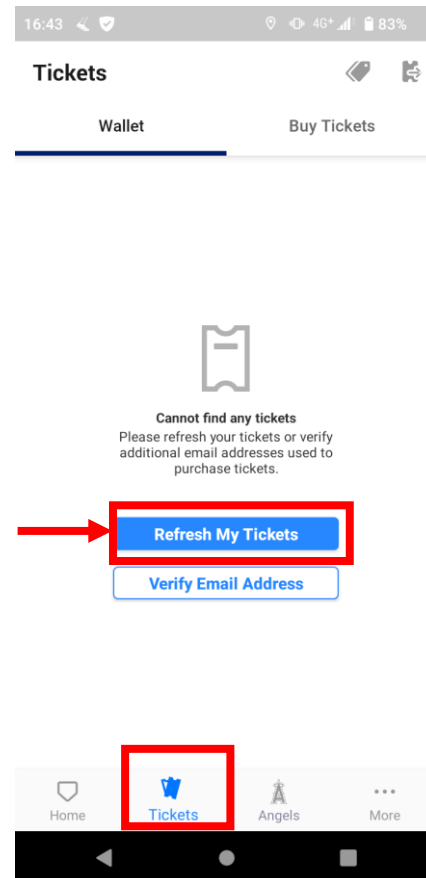 16:43 4G+ 83%
Tickets
Wallet Buy Tickets
Cannot find any tickets
Please refresh your tickets or verify
additional email addresses used to
purchase tickets.
Refresh My Tickets
Verify Email Address
Home Tickets Angels More